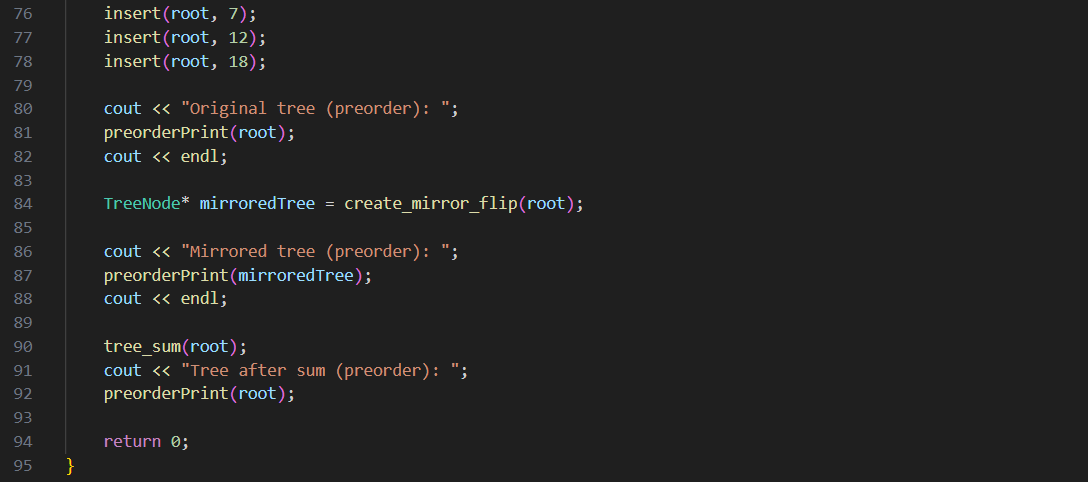 76 insert(root, 7);
77 insert(root, 12);
78 insert(root, 18);
79
80 cout << "Original tree (preorder): ";
81 preorderPrint(root);
82 cout << endl;
83
84 TreeNode* mirroredTree = create_mirror_flip(root);
85
86 cout << "Mirrored tree (preorder): ";
87 preorderPrint(mirroredTree);
88 cout << endl;
89
90 tree_sum(root);
91 cout << "Tree after sum (preorder): ";
92 preorderPrint(root);
93
94 return 0;
95 }